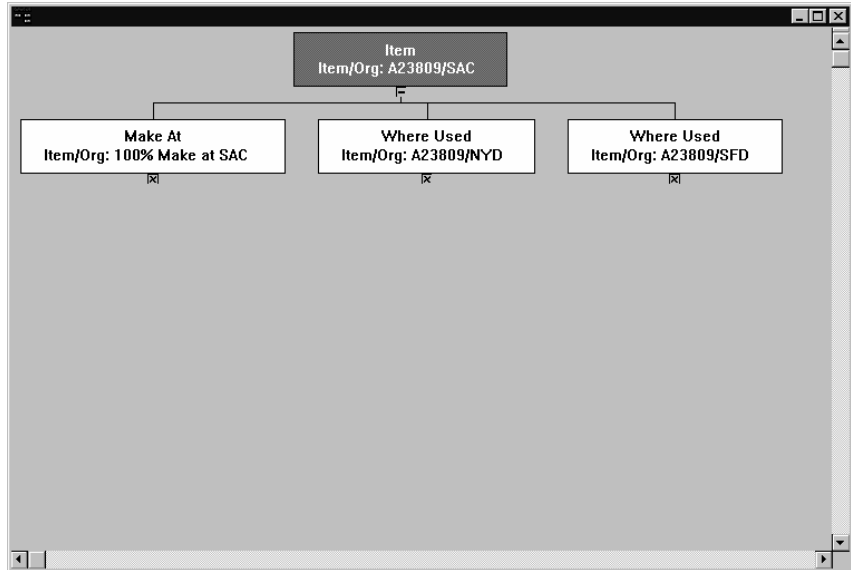 Item
Item/Org: A23809/SAC
Make At
Item/Org: 100% Make at SAC
Where Used
Item/Org: A23809/NYD
Where Used
Item/Org: A23809/SFD